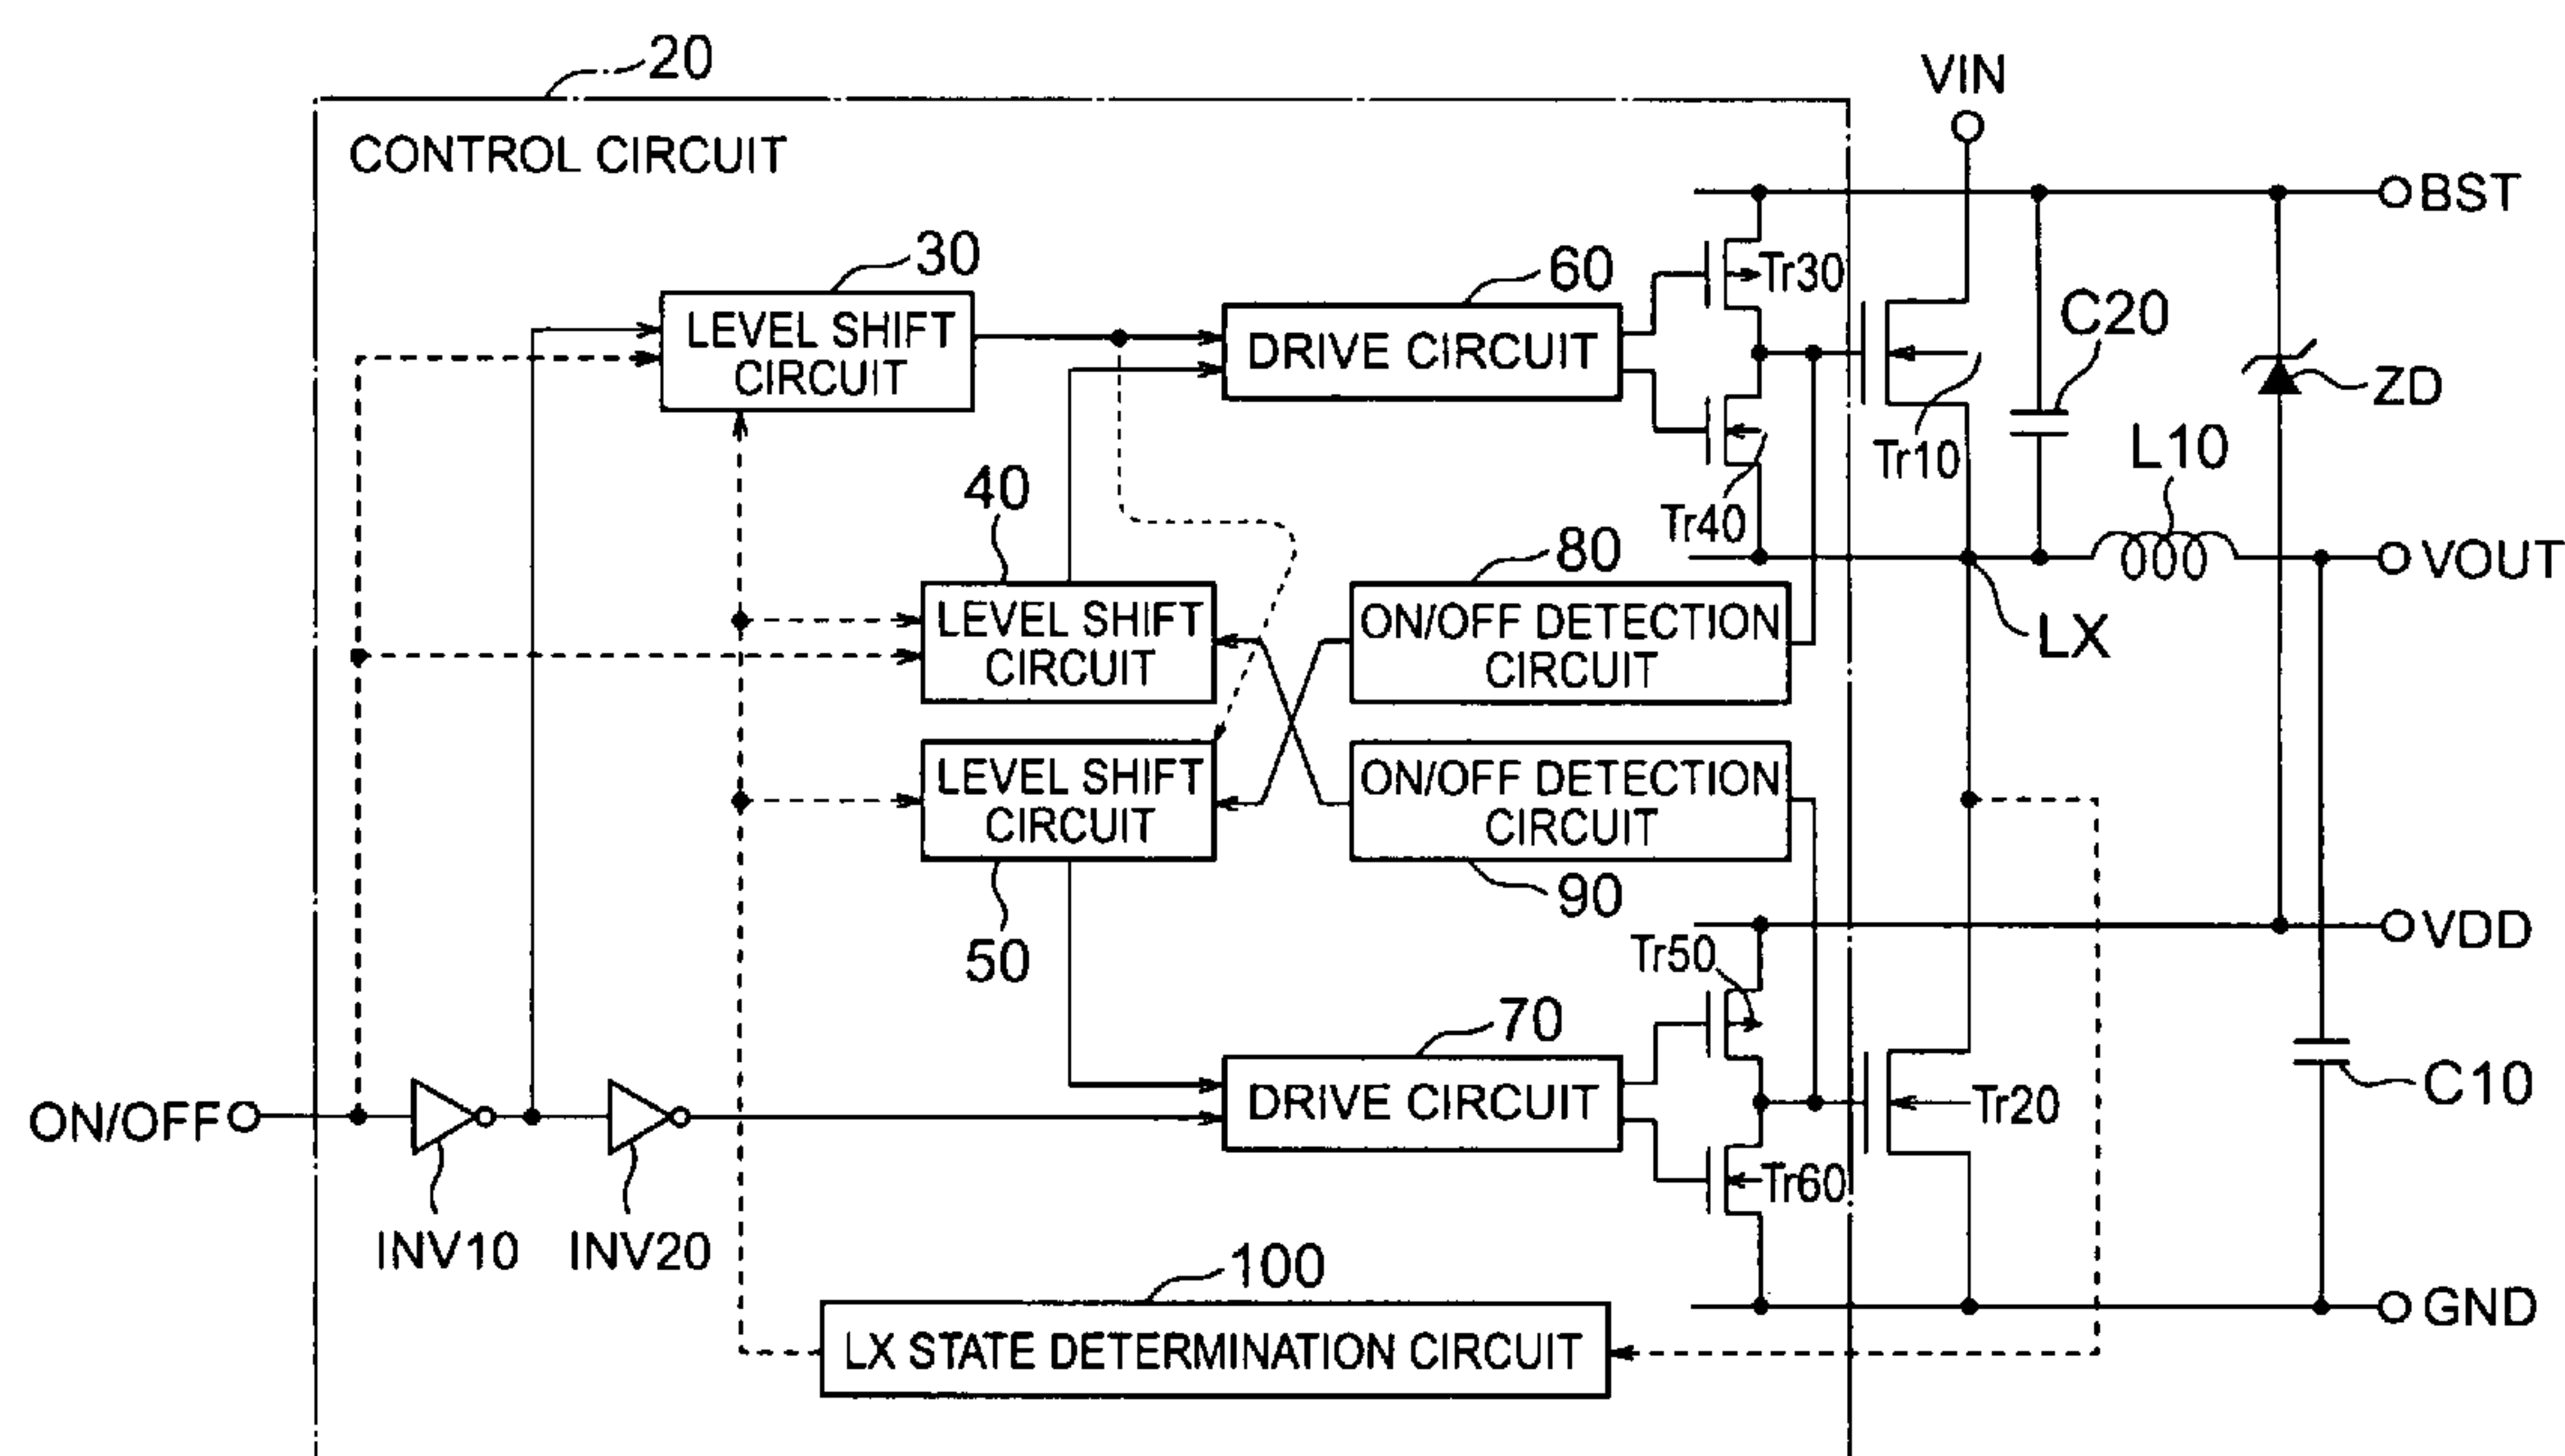 20
VIN
CONTROL CIRCUIT
BST
30
60
Tr30
LEVEL SHIFT
CIRCUIT
DRIVE CIRCUIT
C20
ZD
Tr10
L10
40
Tr40
80
VOUT
LEVEL SHIFT
CIRCUIT
ON/OFF DETECTION
CIRCUIT
LX
LEVEL SHIFT
CIRCUIT
ON/OFF DETECTION
CIRCUIT
50
90
VDD
Tr50
70
DRIVE CIRCUIT
C10
ON/OFF
Tr20
Tr60
INV10
INV20
100
GND
LX STATE DETERMINATION CIRCUIT